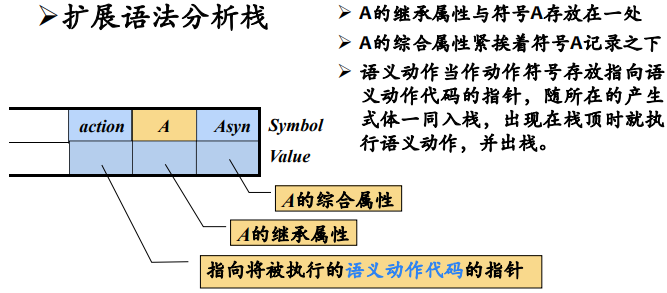 ➢扩展语法分析栈
➢ A的继承属性与符号A存放在一处
➢ A的综合属性紧挨着符号A记录之下
➢ 语义动作当作动作符号存放指向语
义动作代码的指针，随所在的产生
式体一同入栈，出现在栈顶时就执
行语义动作，并出栈。
action A Asyn Symbol
Value
A的综合属性
A的继承属性
指向将被执行的语义动作代码的指针